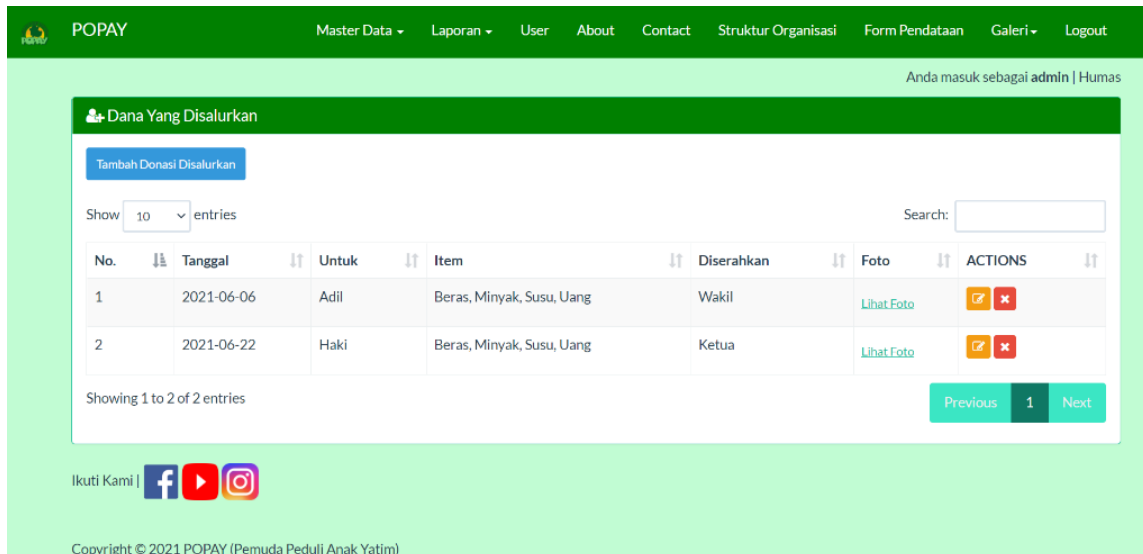 POPAY
POPAY Master Data Laporan User About Contact Struktur Organisasi Form Pendataan Galeri Logout
Anda masuk sebagai admin | Humas
Dana Yang Disalurkan
Tambah Donasi Disalurkan
Show 10 entries Search:
No. Tanggal Untuk Item Diserahkan Foto ACTIONS
1 2021-06-06 Adil Beras, Minyak, Susu, Uang Wakil Lihat Foto
2 2021-06-22 Haki Beras, Minyak, Susu, Uang Ketua Lihat Foto
Showing 1 to 2 of 2 entries Previous 1 Next
Ikuti Kami |
Copyright © 2021 POPAY (Pemuda Peduli Anak Yatim)